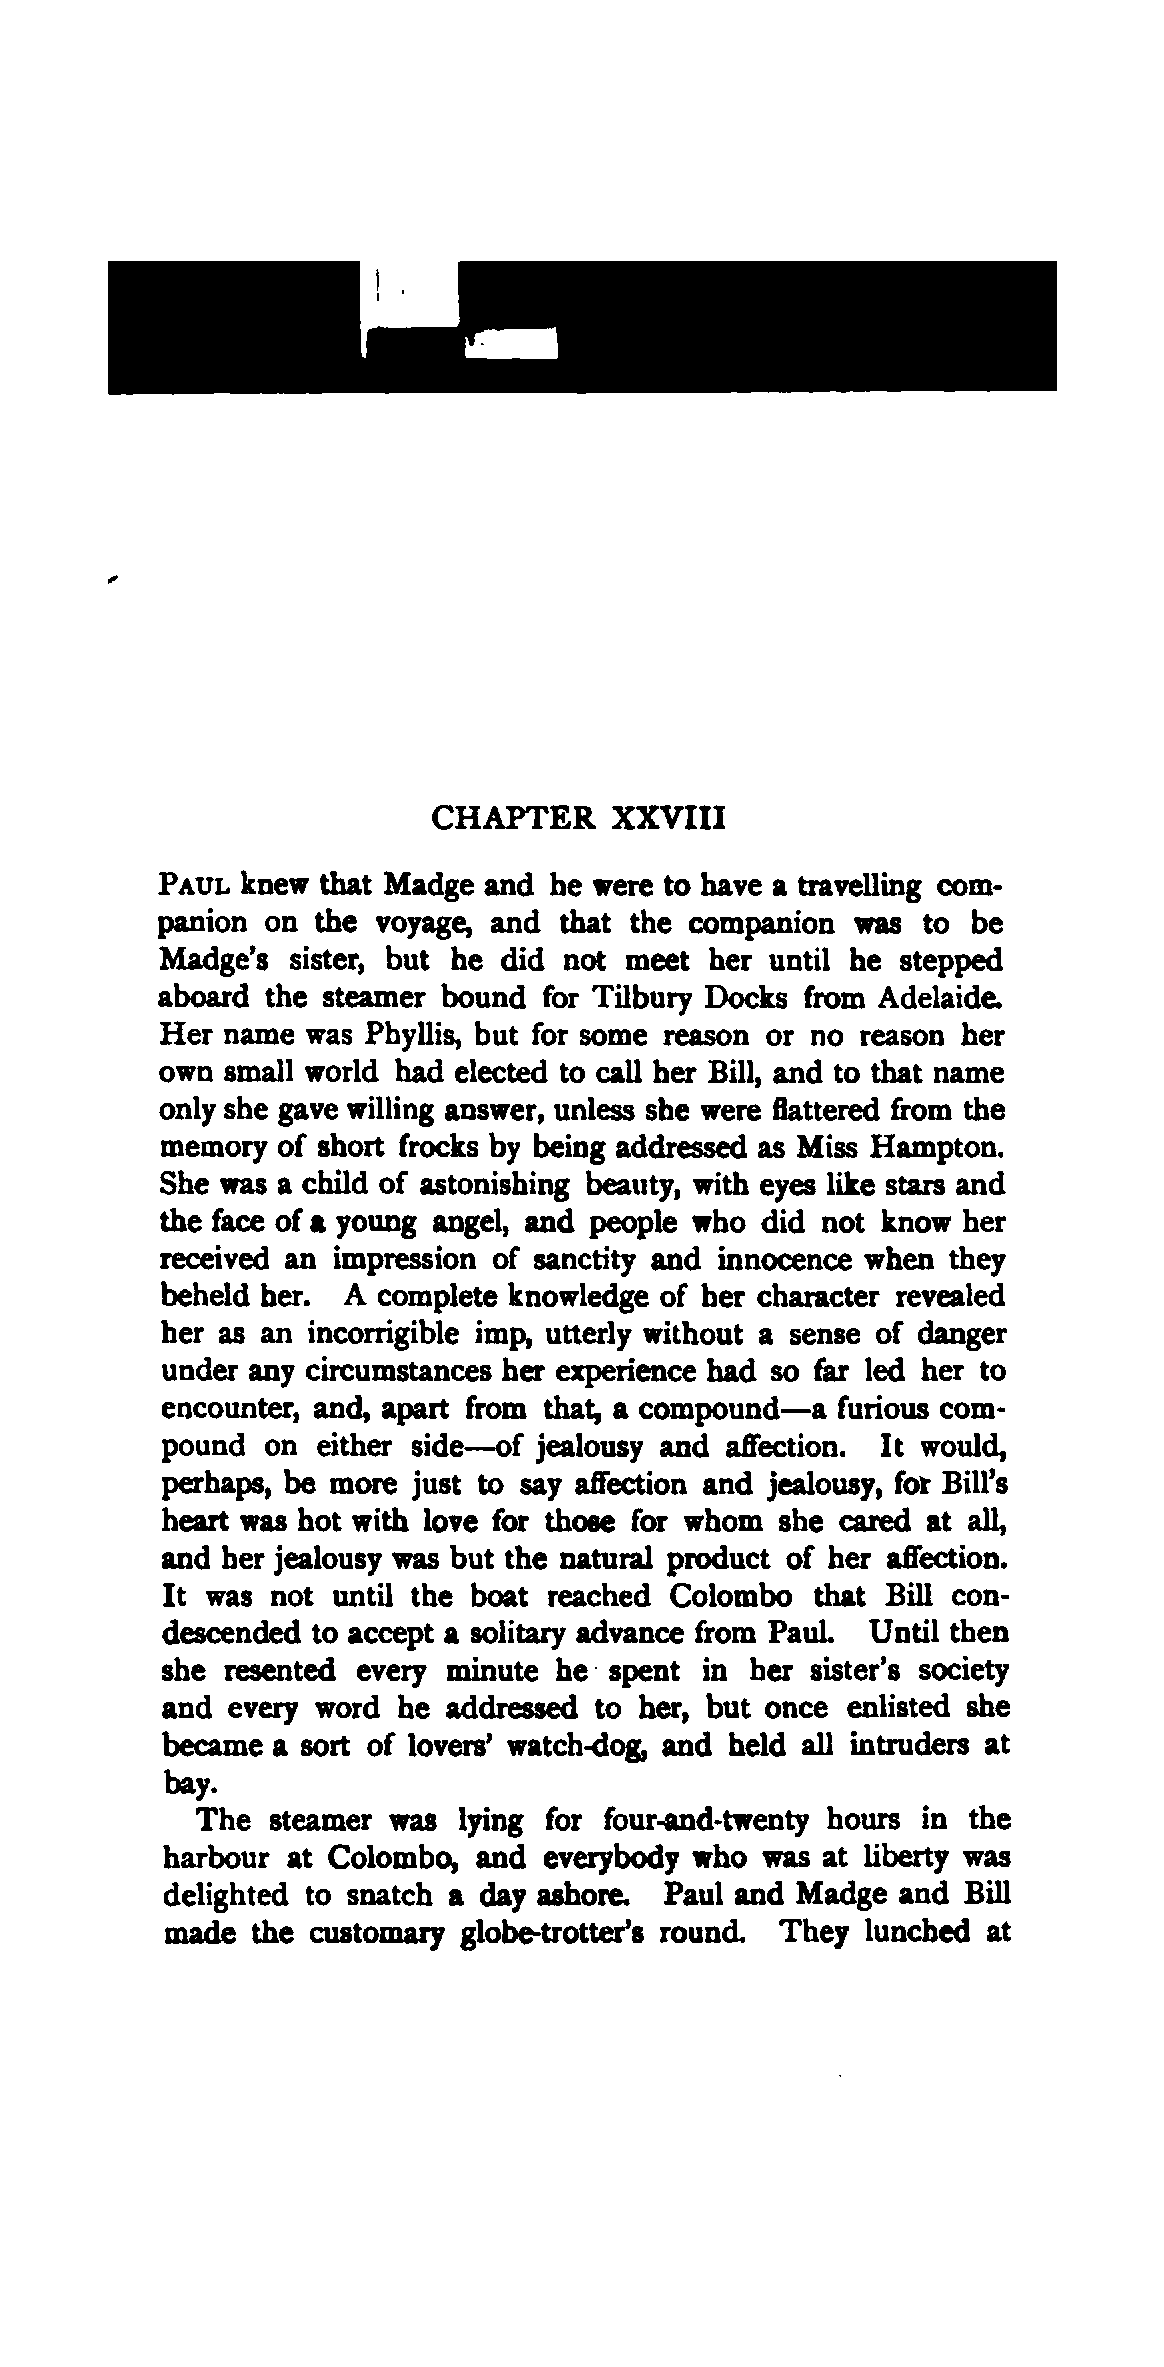 CHAPTER XXVIII
PAUL knew that Madge and he were to have a travelling com-
panion on the voyage, and that the companion was to be
Madge's sister, but he did not meet her until he stepped
aboard the steamer bound for Tilbury Docks from Adelaide.
Her name was Phyllis, but for some reason or no reason her
own small world had elected to call her Bill, and to that name
only she gave willing answer, unless she were flattered from the
memory of short frocks by being addressed as Miss Hampton.
She was a child of astonishing beauty, with eyes like stars and
the face of a young angel, and people who did not know her
received an impression of sanctity and innocence when they
beheld her. A complete knowledge of her character revealed
her as an incorrigible imp, utterly without a sense of danger
under any circumstances her experience had so far led her to
encounter, and, apart from that, a compound—a furious com-
pound on either side—of jealousy and affection. It would,
perhaps, be more just to say affection and jealousy, for Bill's
heart was hot with love for those for whom she cared at all,
and her jealousy was but the natural product of her affection.
It was not until the boat reached Colombo that Bill con-
descended to accept a solitary advance from Paul. Until then
she resented every minute he spent in her sister's society
and every word he addressed to her, but once enlisted she
became a sort of lovers' watch-dog, and held all intruders at
bay.
The steamer was lying for four-and-twenty hours in the
harbour at Colombo, and everybody who was at liberty was
delighted to snatch a day ashore. Paul and Madge and Bill
made the customary globe-trotter's round. They lunched at